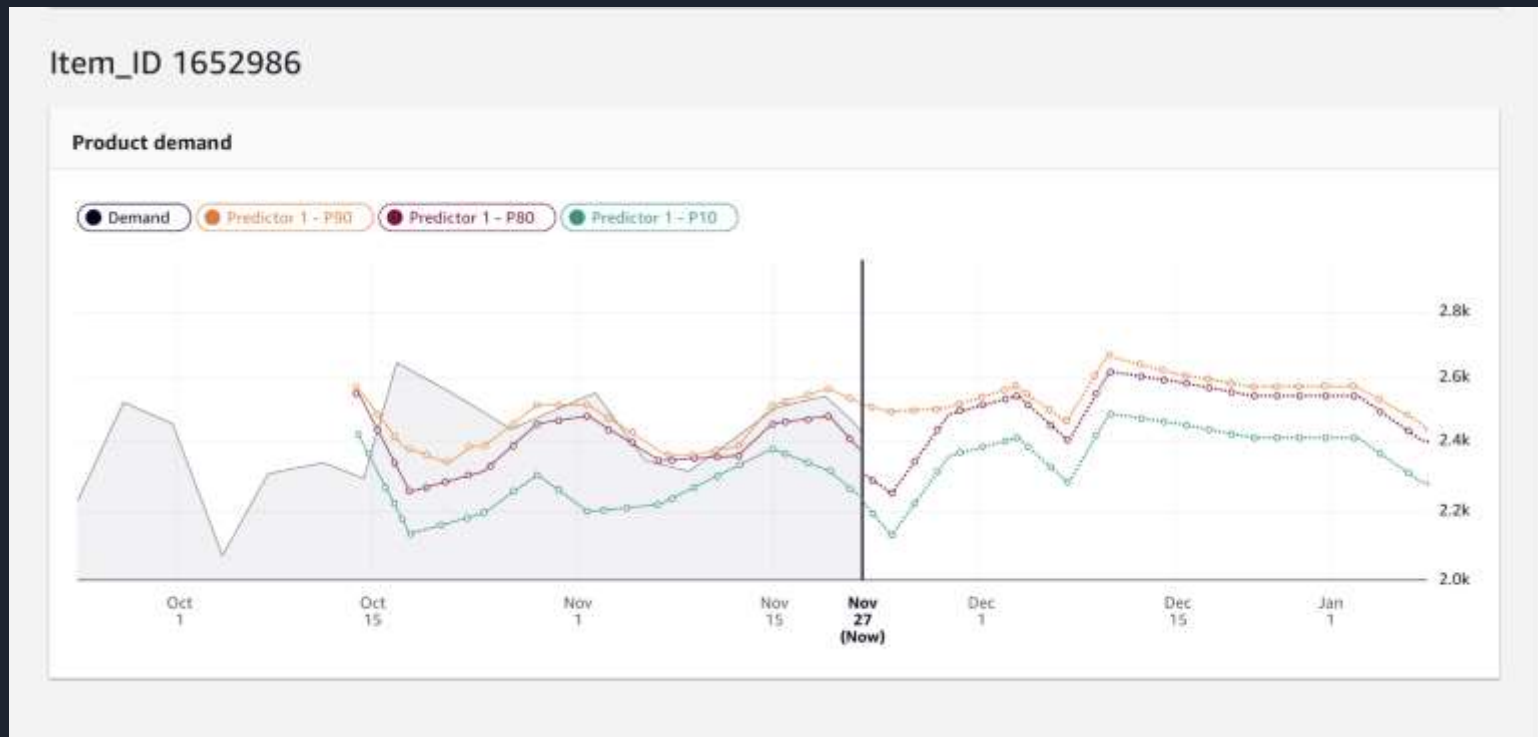 Item_ID 1652986
Product demand
Demand
Predictor 1 - P90
Predictor 1 - P80
Predictor 1 - P10
2.8k
2.6k
2.4k
2.2k
2.0k
Oct
1
Oct
15
Nov
1
Nov
15
Nov
27
(Now)
Dec
1
Dec
15
Jan
1